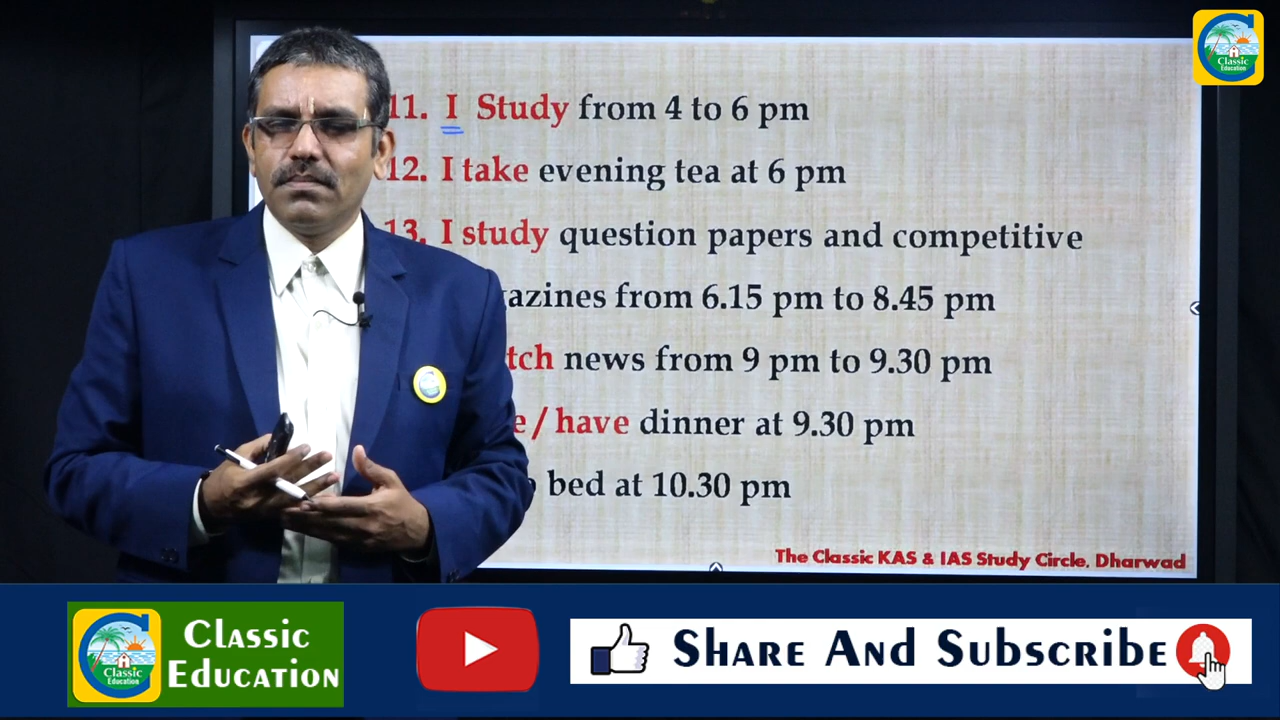 Classic
Education
11. I Study from 4 to 6 pm
12. I take evening tea at 6 pm
13. I study question papers and competitive
azines from 6.15 pm to 8.45 pm
tch news from 9 pm to 9.30 pm
e / have dinner at 9.30 pm
bed at 10.30 pm
The Classic KAS & IAS Study Circle, Dharwad
Classic
Education
Classic
Education
Share And Subscribe